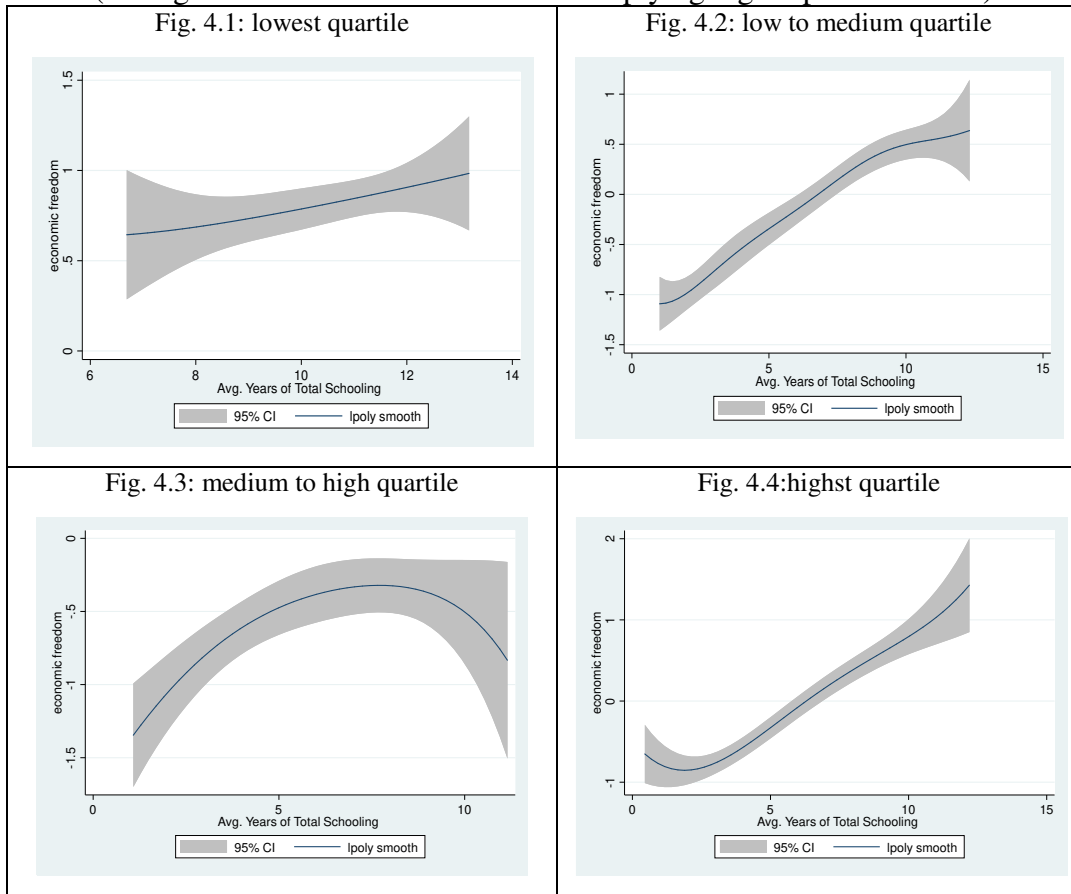 Fig. 4.1: lowest quartile
economic freedom
0 .5 1 1.5
6 8 10 12 14
Avg. Years of Total Schooling
95% CI lpoly smooth
Fig. 4.2: low to medium quartile
economic freedom
-1.5 -1 -.5 0 .5 1
0 5 10 15
Avg. Years of Total Schooling
95% CI lpoly smooth
Fig. 4.3: medium to high quartile
economic freedom
-1.5 -1 -.5 0
0 5 10
Avg. Years of Total Schooling
95% CI lpoly smooth
Fig. 4.4:highst quartile
economic freedom
-1 0 1 2
0 5 10 15
Avg. Years of Total Schooling
95% CI lpoly smooth